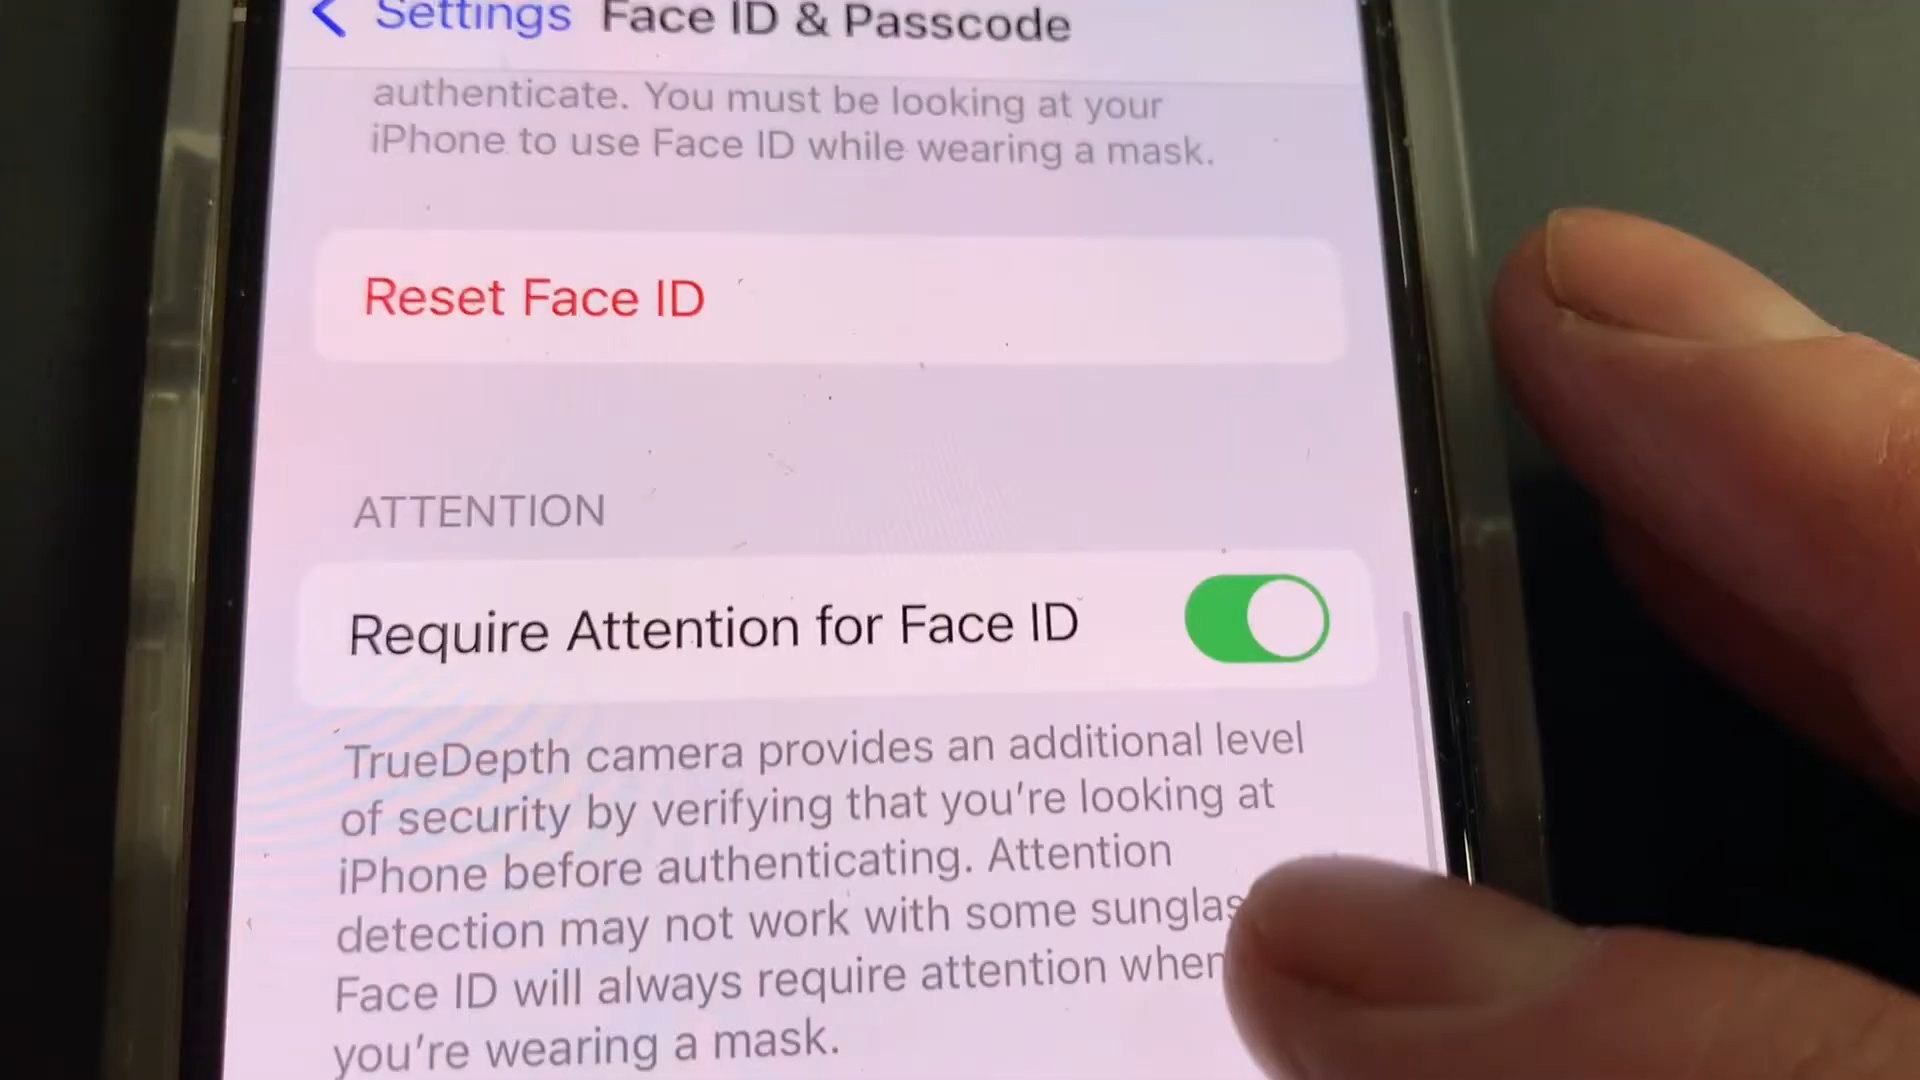 Settings Face ID & Passcode
authenticate. You must be looking at your
iPhone to use Face ID while wearing a mask.
Reset Face ID
ATTENTION
Require Attention for Face ID
TrueDepth camera provides an additional level
of security by verifying that you’re looking at
iPhone before authenticating. Attention
detection may not work with some
Face ID will always require attention when
you’re wearing a mask.